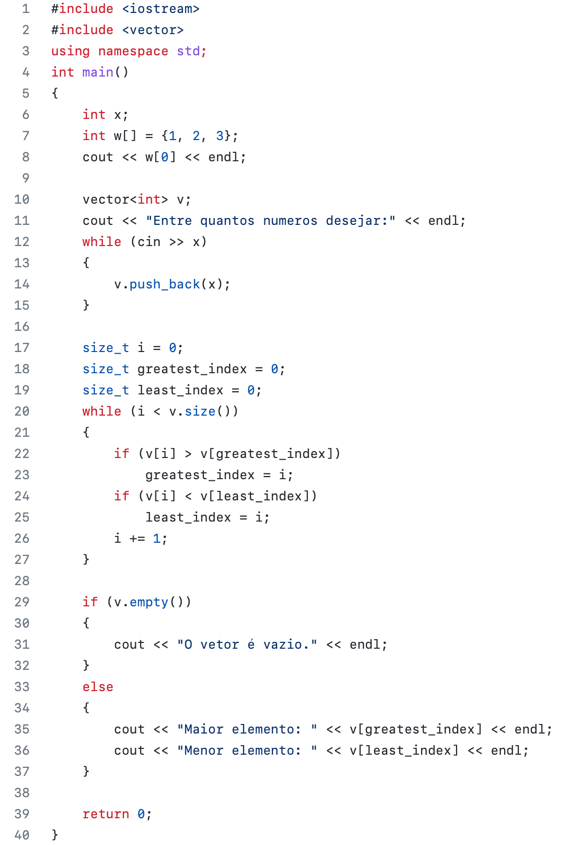 1 #include <iostream>
2 #include <vector>
3 using namespace std;
4 int main()
5 {
6     int x;
7     int w[] = {1, 2, 3};
8     cout << w[0] << endl;
9
10     vector<int> v;
11     cout << "Entre quantos numeros desejar:" << endl;
12     while (cin >> x)
13     {
14         v.push_back(x);
15     }
16
17     size_t i = 0;
18     size_t greatest_index = 0;
19     size_t least_index = 0;
20     while (i < v.size())
21     {
22         if (v[i] > v[greatest_index])
23             greatest_index = i;
24         if (v[i] < v[least_index])
25             least_index = i;
26         i += 1;
27     }
28
29     if (v.empty())
30     {
31         cout << "O vetor é vazio." << endl;
32     }
33     else
34     {
35         cout << "Maior elemento: " << v[greatest_index] << endl;
36         cout << "Menor elemento: " << v[least_index] << endl;
37     }
38
39     return 0;
40 }